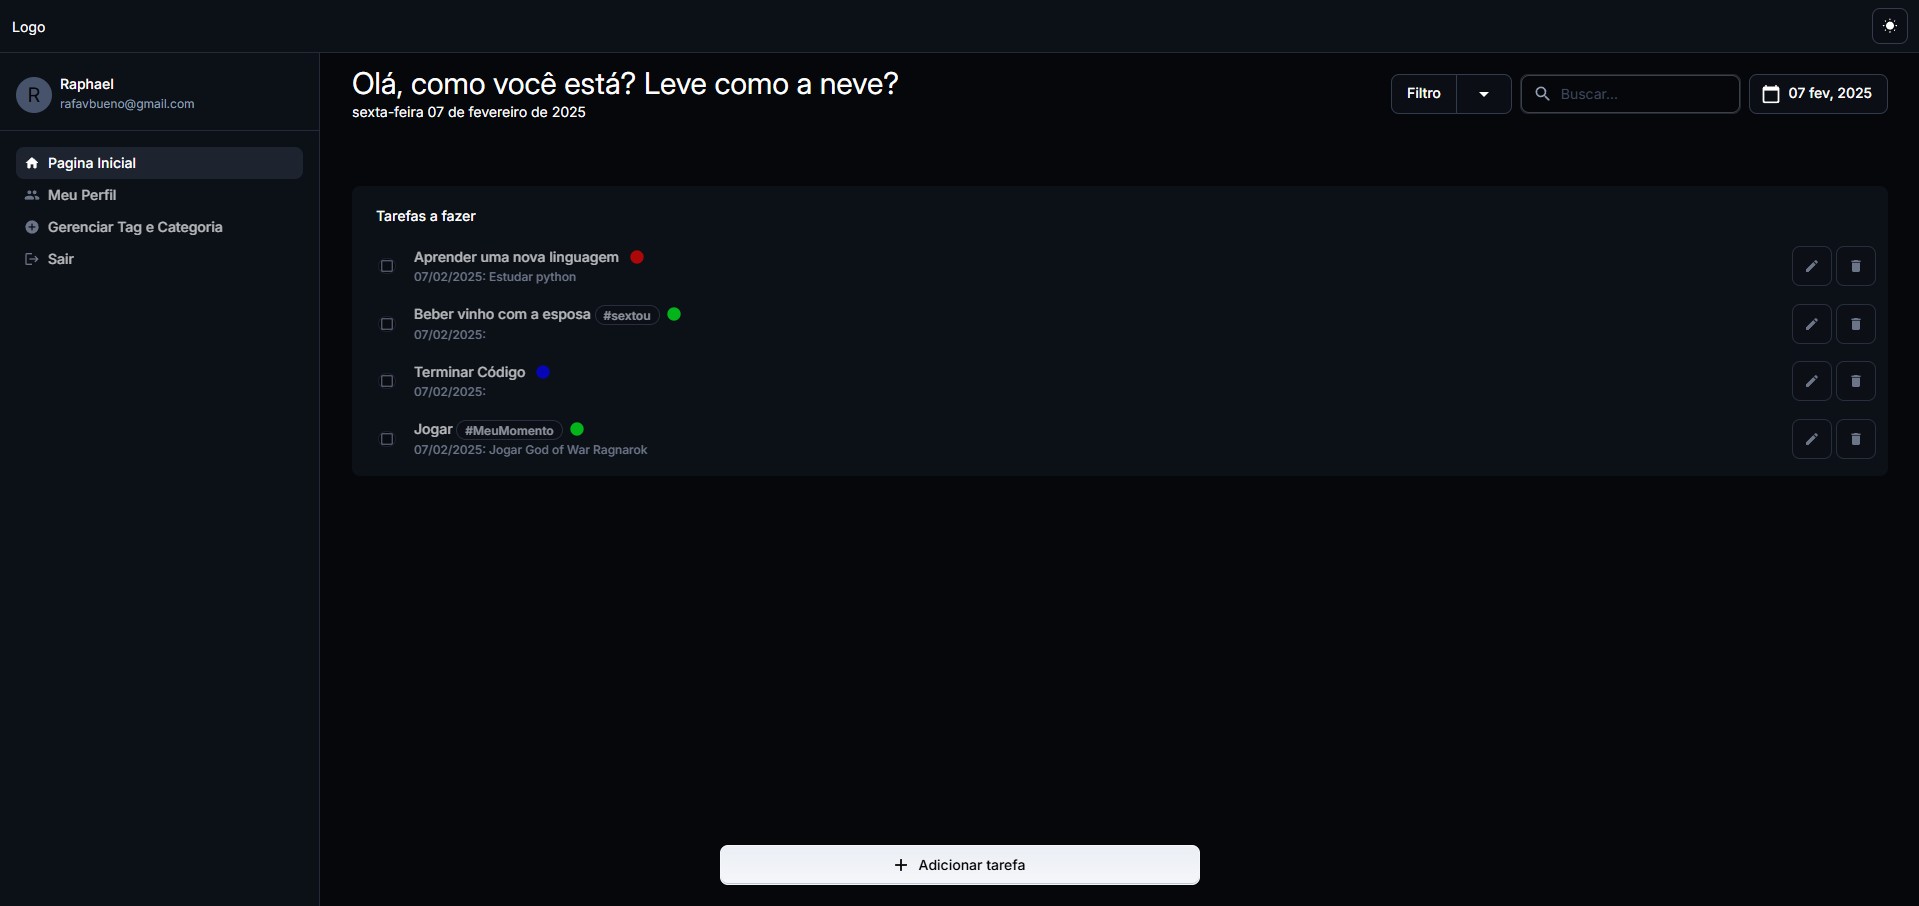 Logo
R
Raphael
rafavbueno@gmail.com
Pagina Inicial
Meu Perfil
Gerenciar Tag e Categoria
Sair
Olá, como você está? Leve como a neve?
sexta-feira 07 de fevereiro de 2025
Filtro
Buscar...
07 fev, 2025
Tarefas a fazer
Aprender uma nova linguagem
07/02/2025: Estudar python
Beber vinho com a esposa #sextou
07/02/2025:
Terminar Código
07/02/2025:
Jogar #MeuMomento
07/02/2025: Jogar God of War Ragnarok
Adicionar tarefa